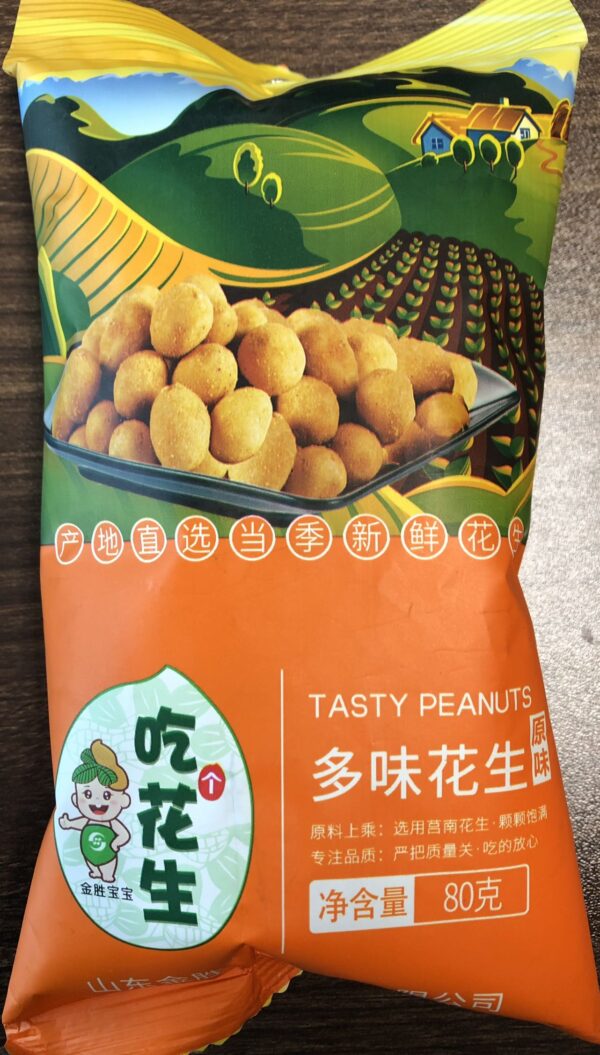 产地直选当季新鲜花生
吃个花生
金胜宝宝
TASTY PEANUTS
多味花生
原味
原料上乘：选用莒南花生·颗颗饱满
专注品质：严把质量关·吃的放心
净含量 80克
山东金胜
限公司